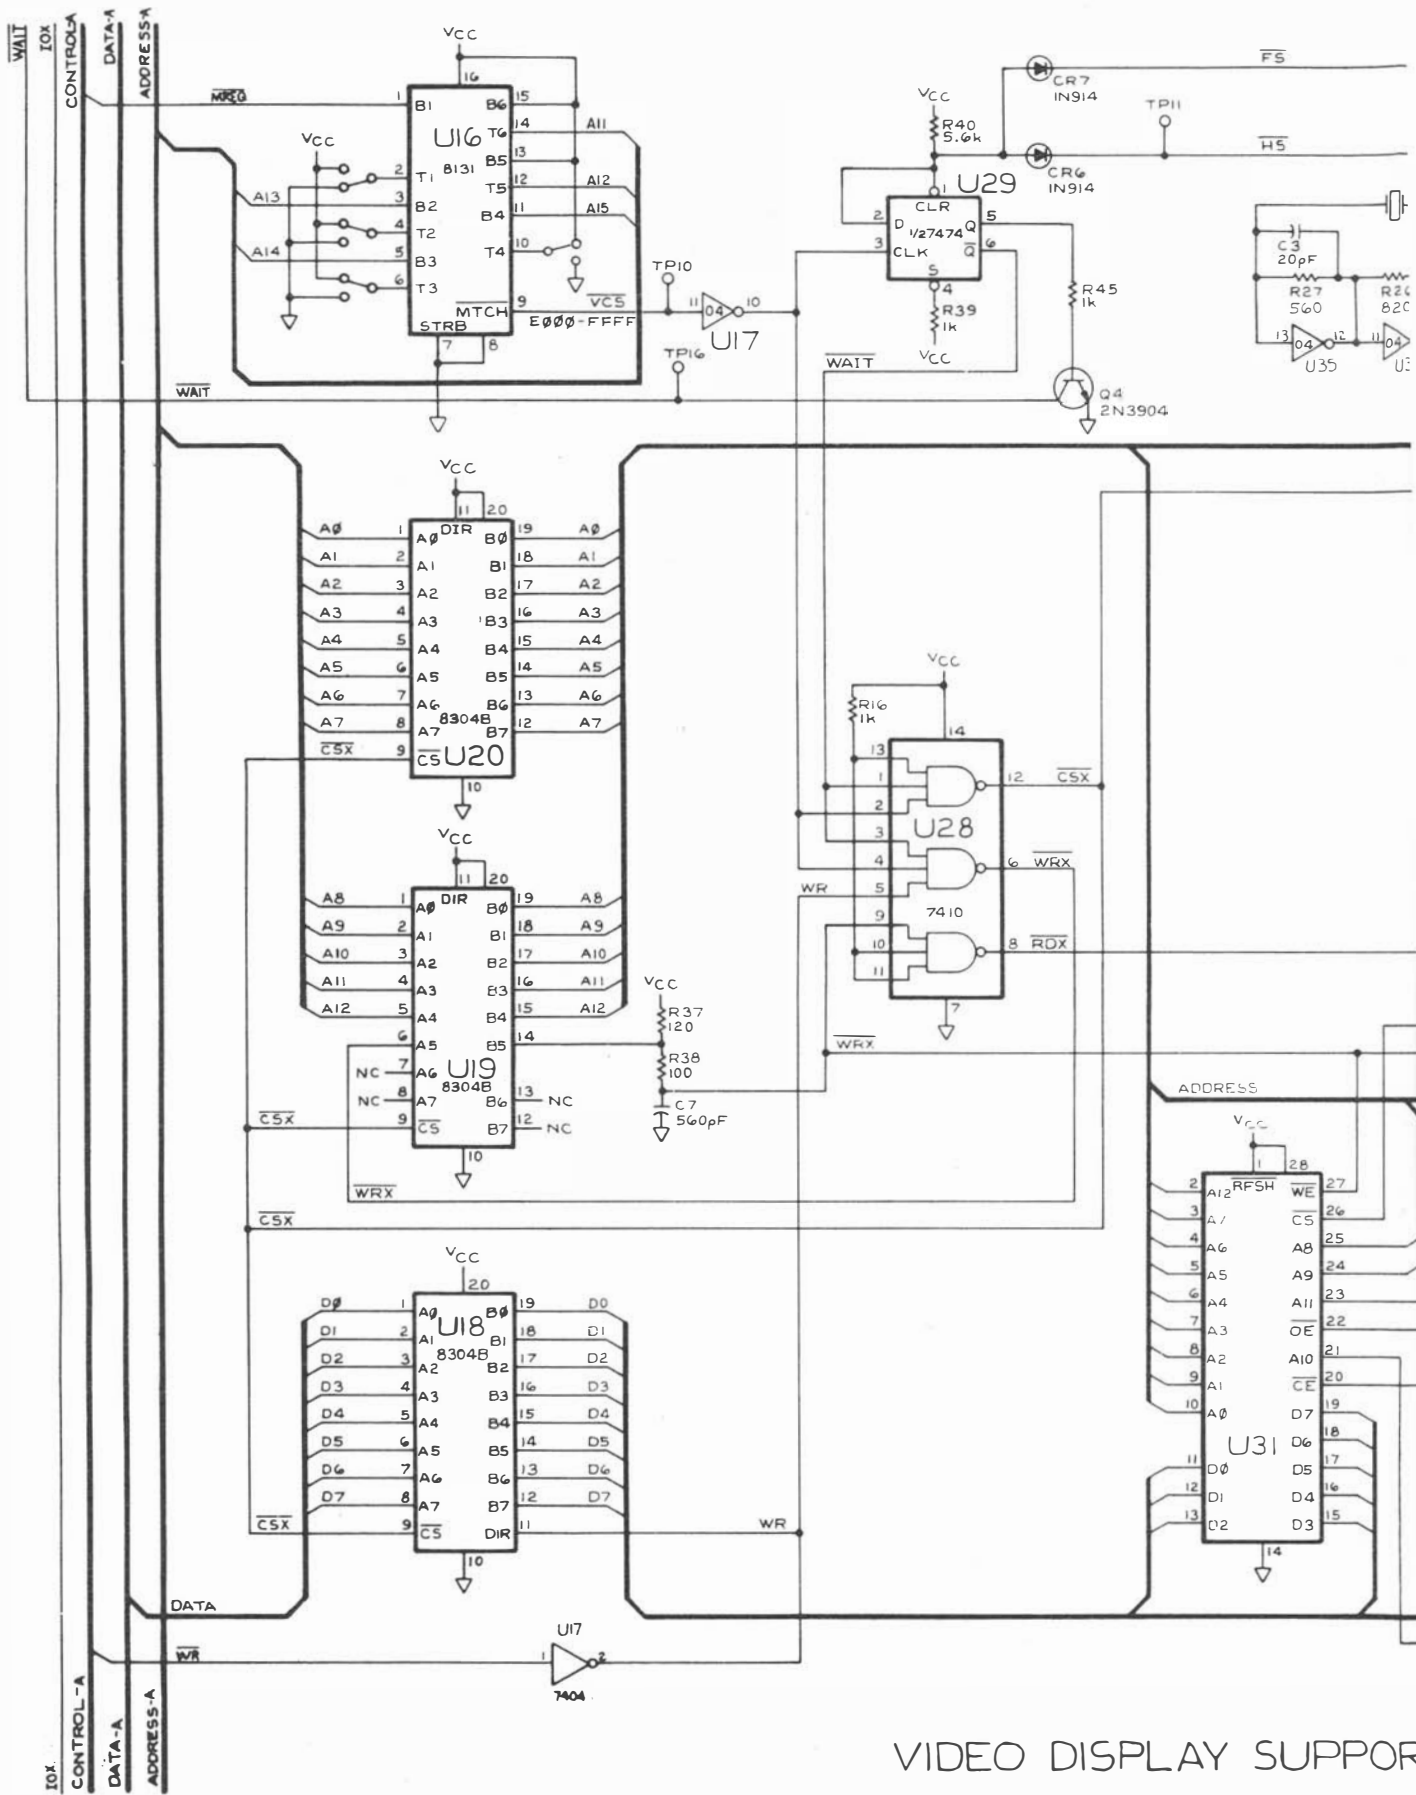 WAIT
IOX
CONTROL-A
DATA-A
ADDRESS-A
VCC
16
MREQ
1 B1 B6 15
U16
T6 14 A11
VCC
8131
B5 13
2 T1 T5 12 A12
A13 3 B2 B4 11 A15
4 T2 T4 10
A14 5 B3
6 T3
MTCH 9 VCS
E000-FFFF
STRB
7 8
TP10
11 04 10
U17
TP16
WAIT
FS
CR7
1N914
TP11
VCC
R40
5.6k
HS
CR6
1N914
U29
1
CLR
2 D Q 5
1/27474
3 CLK Q 6
S
4
R39
1k
VCC
R45
1k
WAIT
Q4
2N3904
C3
20pF
R27
560
R26
820
13 04 12
U35
11 04
U3
VCC
11 20
DIR
A0 1 A0 B0 19 A0
A1 2 A1 B1 18 A1
A2 3 A2 B2 17 A2
A3 4 A3 B3 16 A3
A4 5 A4 B4 15 A4
A5 6 A5 B5 14 A5
A6 7 A6 B6 13 A6
8304B
A7 8 A7 B7 12 A7
CSX 9 CS U20
10
VCC
11 20
DIR
A8 1 A0 B0 19 A8
A9 2 A1 B1 18 A9
A10 3 A2 B2 17 A10
A11 4 A3 B3 16 A11
A12 5 A4 B4 15 A12
6 A5 B5 14
NC 7 A6 U19
8304B
NC 8 A7 B6 13 NC
CSX 9 CS B7 12 NC
10
VCC
R37
120
R38
100
C7
560pF
WRX
CSX
VCC
R16
1k
14
13
1 12 CSX
2
U28
3
4 6 WRX
WR 5
7410
9
10 8 RDX
11
7
WRX
ADDRESS
VCC
1 28
RFSH
2 A12 WE 27
3 A7 CS 26
4 A6 A8 25
5 A5 A9 24
6 A4 A11 23
7 A3 OE 22
8 A2 A10 21
9 A1 CE 20
10 A0 D7 19
U31 D6 18
11 D0 D5 17
12 D1 D4 16
13 D2 D3 15
14
VCC
20
D0 1 A0 B0 19 D0
U18
D1 2 A1 B1 18 D1
8304B
D2 3 A2 B2 17 D2
D3 4 A3 B3 16 D3
D4 5 A4 B4 15 D4
D5 6 A5 B5 14 D5
D6 7 A6 B6 13 D6
D7 8 A7 B7 12 D7
CSX 9 CS DIR 11 WR
10
DATA
U17
WR 1 2
7404
IOX
CONTROL-A
DATA-A
ADDRESS-A
VIDEO DISPLAY SUPPOR